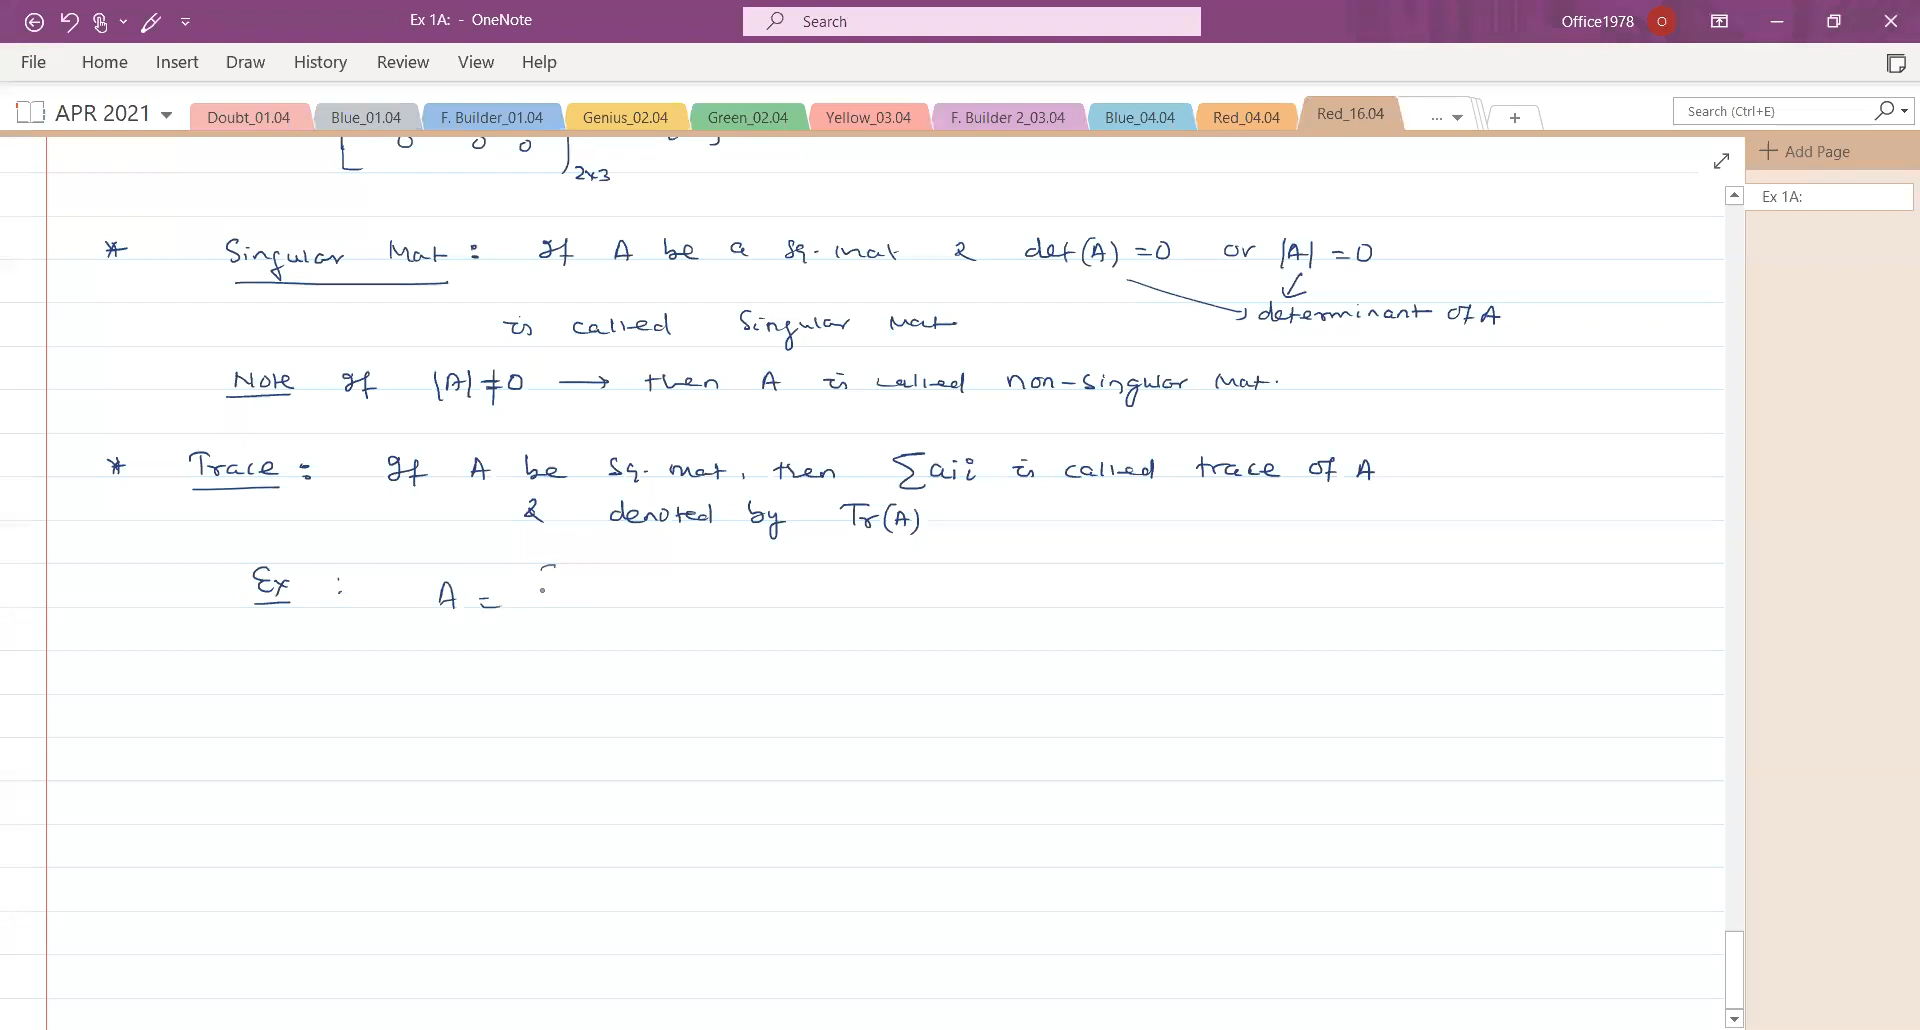 Ex 1A: - OneNote
Search
Office1978
O
File Home Insert Draw History Review View Help
APR 2021
Doubt_01.04 Blue_01.04 F. Builder_01.04 Genius_02.04 Green_02.04 Yellow_03.04 F. Builder 2_03.04 Blue_04.04 Red_04.04 Red_16.04 ... +
Search (Ctrl+E)
Add Page
Ex 1A:
0 0 0
2x3
* Singular Mat : If A be a sq. mat & det(A) = 0 or |A| = 0
→ determinant of A
is called Singular Mat
Note If |A| ≠ 0 → then A is called non-singular Mat.
* Trace : If A be sq. mat, then ∑aii is called trace of A
& denoted by Tr(A)
Ex : A =